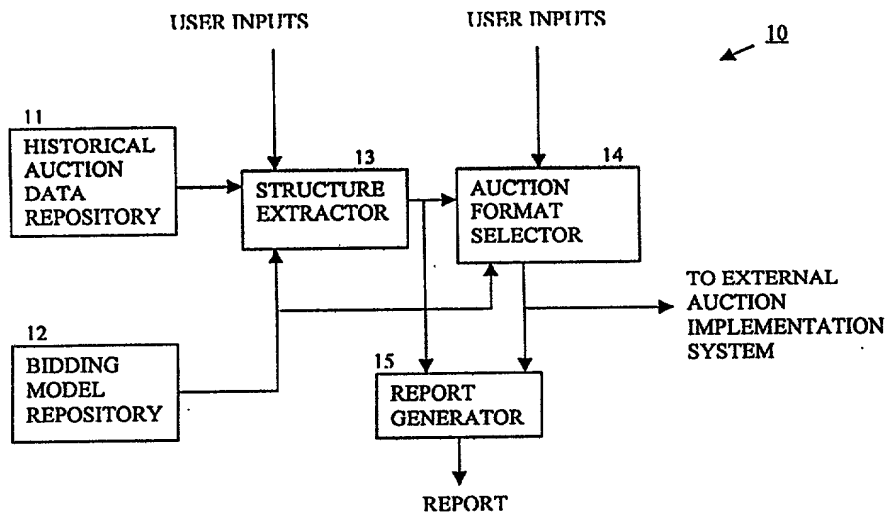 USER INPUTS
USER INPUTS
10
11
HISTORICAL
AUCTION
DATA
REPOSITORY
13
STRUCTURE
EXTRACTOR
14
AUCTION
FORMAT
SELECTOR
TO EXTERNAL
AUCTION
IMPLEMENTATION
SYSTEM
12
BIDDING
MODEL
REPOSITORY
15
REPORT
GENERATOR
REPORT